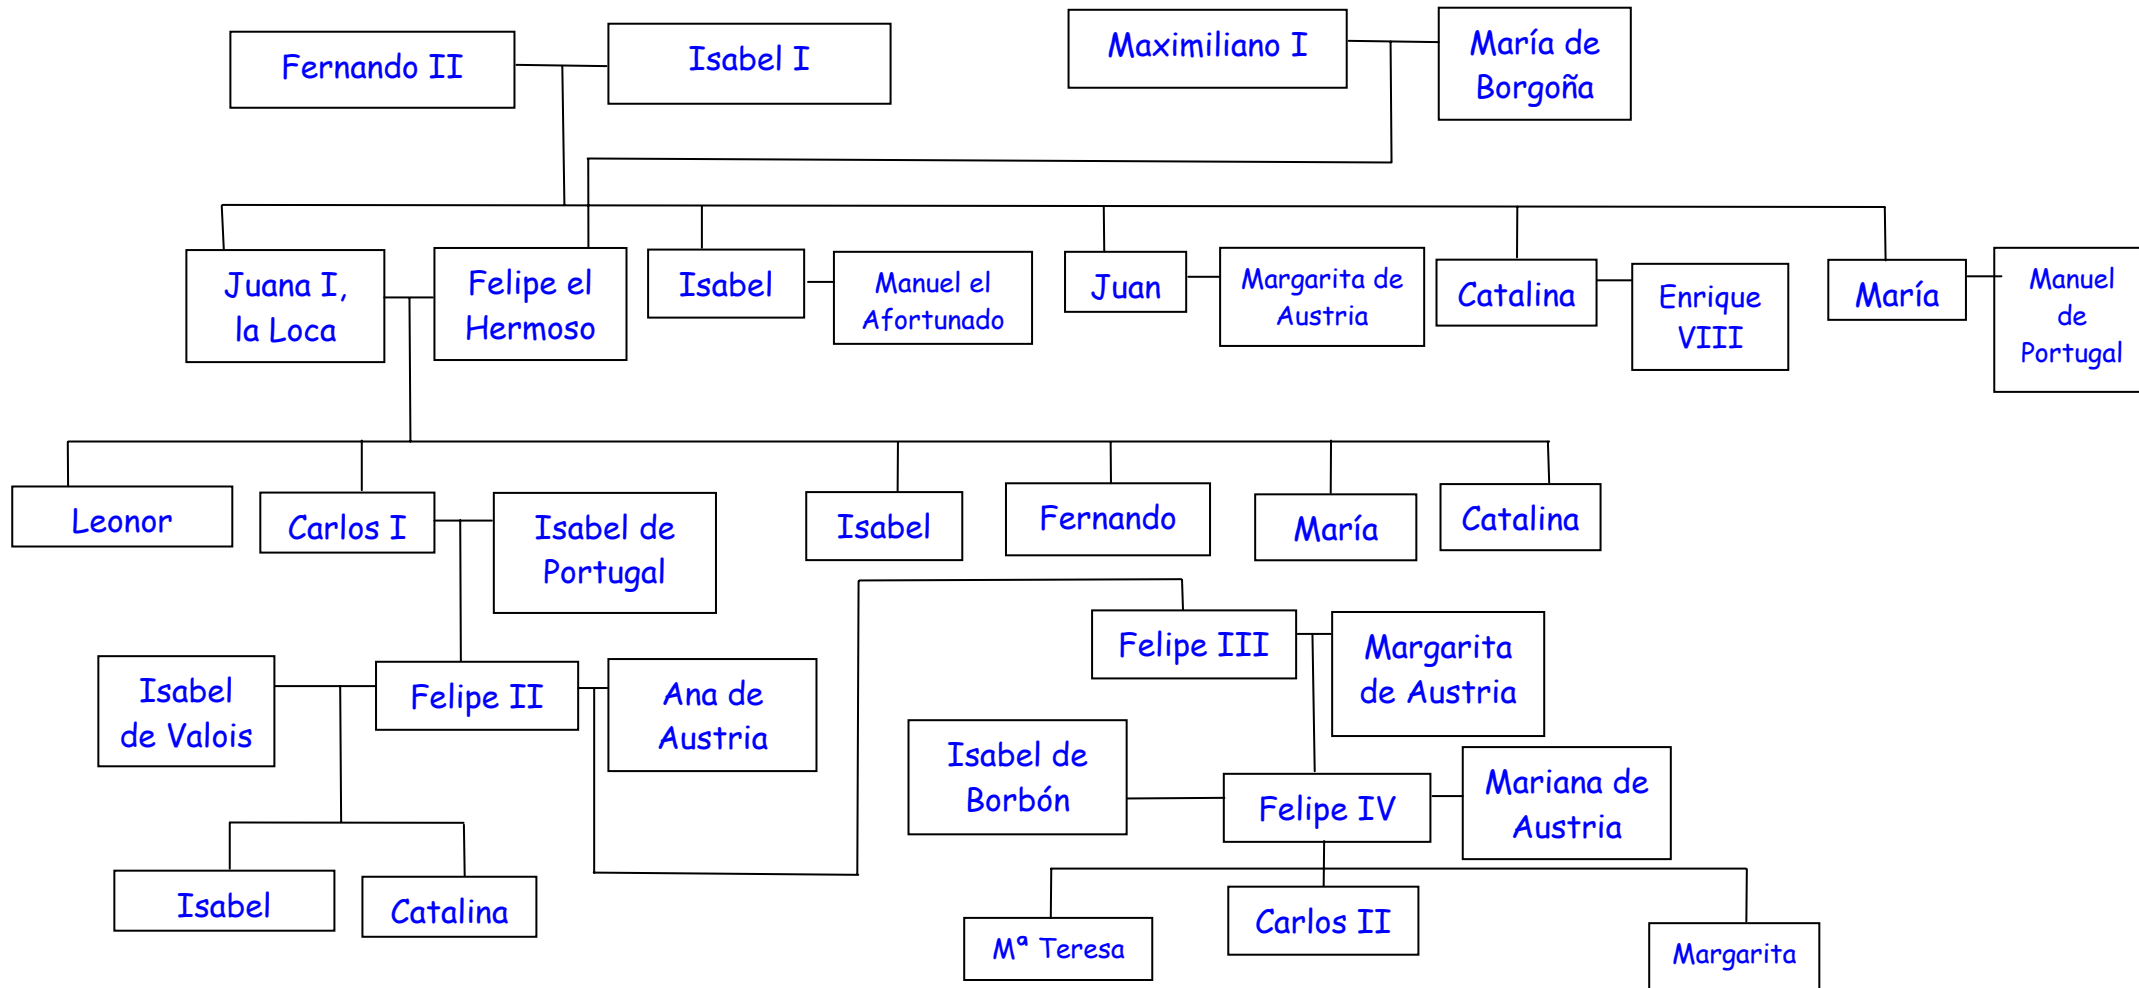 Fernando II
Isabel I
Maximiliano I
María de
Borgoña
Juana I,
la Loca
Felipe el
Hermoso
Isabel
Manuel el
Afortunado
Juan
Margarita de
Austria
Catalina
Enrique
VIII
María
Manuel
de
Portugal
Leonor
Carlos I
Isabel de
Portugal
Isabel
Fernando
María
Catalina
Felipe III
Margarita
de Austria
Isabel
de Valois
Felipe II
Ana de
Austria
Isabel de
Borbón
Felipe IV
Mariana de
Austria
Isabel
Catalina
Mª Teresa
Carlos II
Margarita